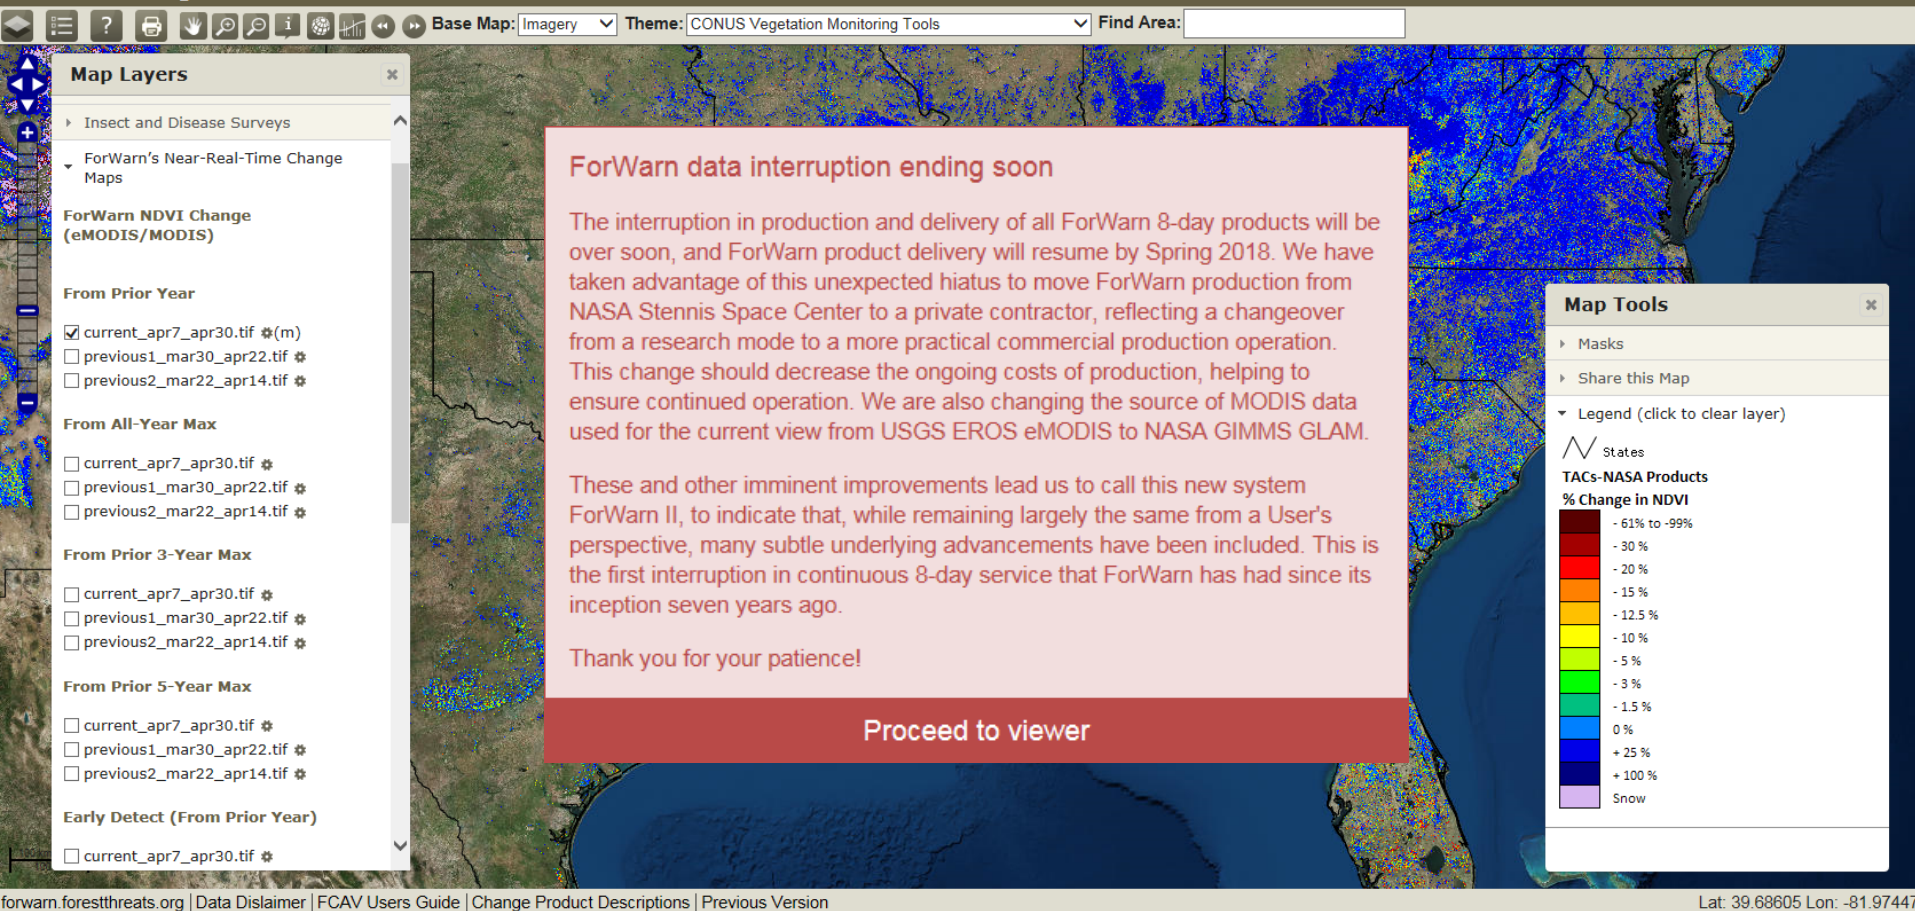 Base Map: Imagery Theme: CONUS Vegetation Monitoring Tools Find Area:
Map Layers
Insect and Disease Surveys
ForWarn's Near-Real-Time Change
Maps
ForWarn NDVI Change
(eMODIS/MODIS)
From Prior Year
current_apr7_apr30.tif (m)
previous1_mar30_apr22.tif
previous2_mar22_apr14.tif
From All-Year Max
current_apr7_apr30.tif
previous1_mar30_apr22.tif
previous2_mar22_apr14.tif
From Prior 3-Year Max
current_apr7_apr30.tif
previous1_mar30_apr22.tif
previous2_mar22_apr14.tif
From Prior 5-Year Max
current_apr7_apr30.tif
previous1_mar30_apr22.tif
previous2_mar22_apr14.tif
Early Detect (From Prior Year)
current_apr7_apr30.tif
ForWarn data interruption ending soon
The interruption in production and delivery of all ForWarn 8-day products will be
over soon, and ForWarn product delivery will resume by Spring 2018. We have
taken advantage of this unexpected hiatus to move ForWarn production from
NASA Stennis Space Center to a private contractor, reflecting a changeover
from a research mode to a more practical commercial production operation.
This change should decrease the ongoing costs of production, helping to
ensure continued operation. We are also changing the source of MODIS data
used for the current view from USGS EROS eMODIS to NASA GIMMS GLAM.
These and other imminent improvements lead us to call this new system
ForWarn II, to indicate that, while remaining largely the same from a User's
perspective, many subtle underlying advancements have been included. This is
the first interruption in continuous 8-day service that ForWarn has had since its
inception seven years ago.
Thank you for your patience!
Proceed to viewer
Map Tools
Masks
Share this Map
Legend (click to clear layer)
States
TACs-NASA Products
% Change in NDVI
- 61% to -99%
- 30 %
- 20 %
- 15 %
- 12.5 %
- 10 %
- 5 %
- 3 %
- 1.5 %
0 %
+ 25 %
+ 100 %
Snow
forwarn.forestthreats.org | Data Dislaimer | FCAV Users Guide | Change Product Descriptions | Previous Version
Lat: 39.68605 Lon: -81.97447